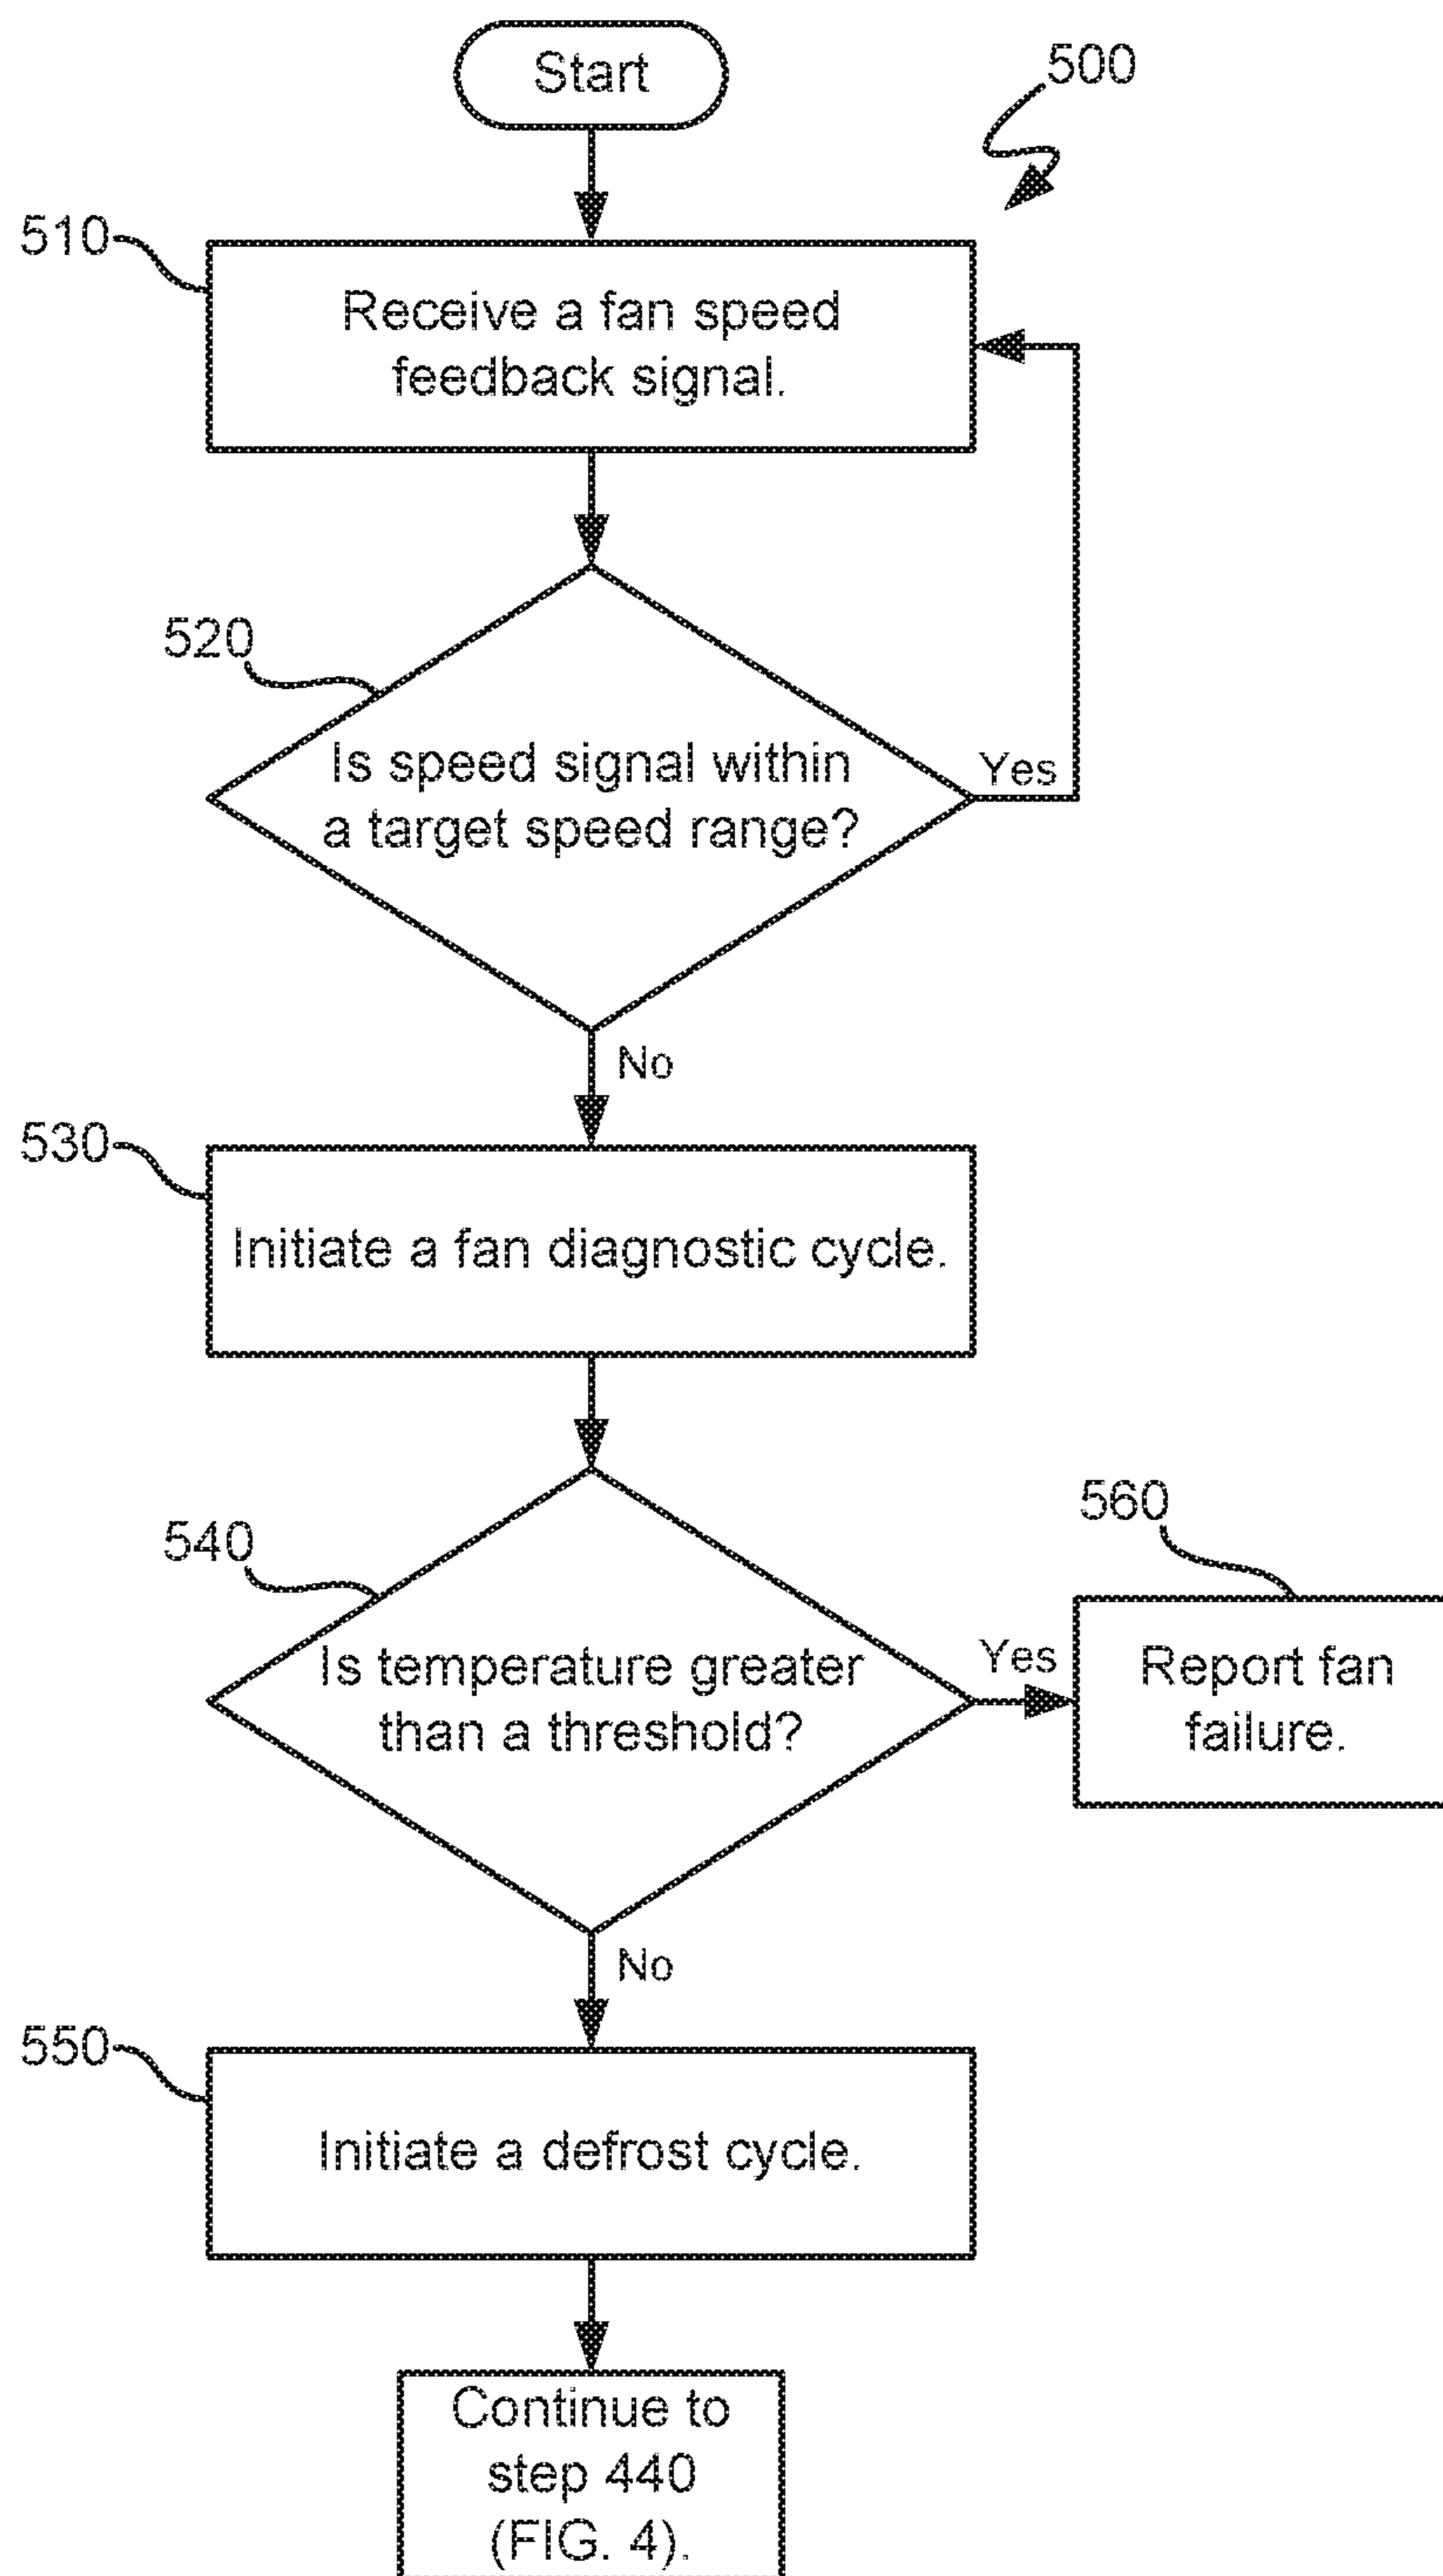 Start
500
510
Receive a fan speed
feedback signal.
520
Is speed signal within
a target speed range?
Yes
No
530
Initiate a fan diagnostic cycle.
540
Is temperature greater
than a threshold?
Yes
560
Report fan
failure.
No
550
Initiate a defrost cycle.
Continue to
step 440
(FIG. 4).